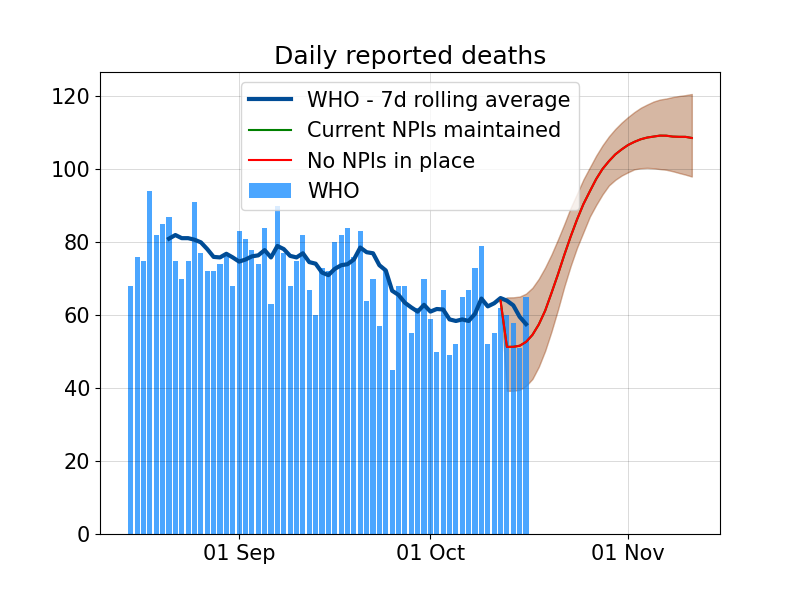 Daily reported deaths
120
100
80
60
40
20
0
WHO - 7d rolling average
Current NPIs maintained
No NPIs in place
WHO
01 Sep
01 Oct
01 Nov